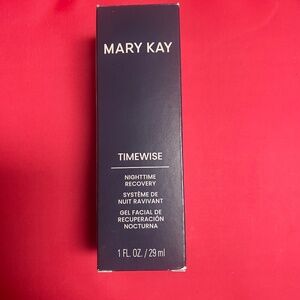 MARY KAY
TIMEWISE
NIGHTTIME
RECOVERY
SYSTÈME DE
NUIT RAVIVANT
GEL FACIAL DE
RECUPERACIÓN
NOCTURNA
1 FL. OZ. / 29 ml